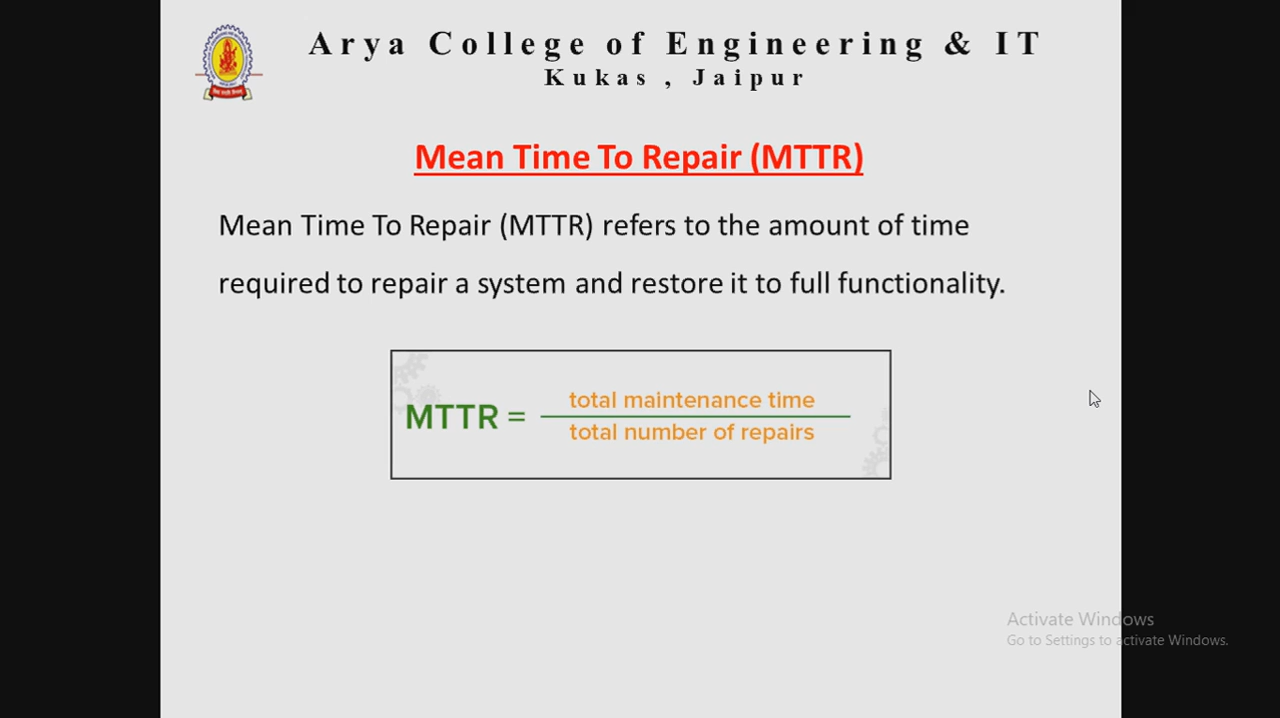 Arya College of Engineering & IT
Kukas , Jaipur
Mean Time To Repair (MTTR)
Mean Time To Repair (MTTR) refers to the amount of time
required to repair a system and restore it to full functionality.
total maintenance time
MTTR =
total number of repairs
Activate Windows
Go to Settings to activate Windows.